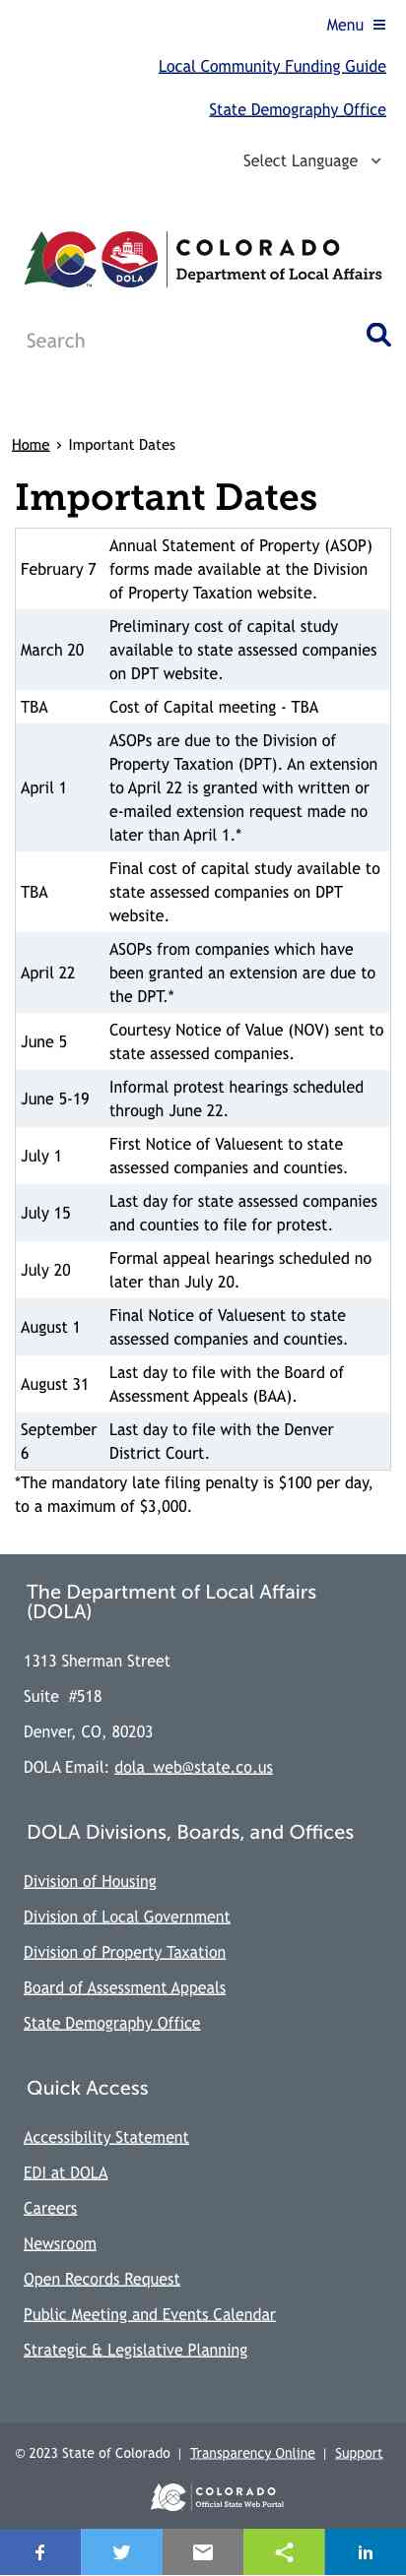 Menu
Local Community Funding Guide
State Demography Office
Select Language
COLORADO
Department of Local Affairs
DOLA
TM
Search
Home › Important Dates
Important Dates
February 7
Annual Statement of Property (ASOP)
forms made available at the Division
of Property Taxation website.
March 20
Preliminary cost of capital study
available to state assessed companies
on DPT website.
TBA
Cost of Capital meeting - TBA
April 1
ASOPs are due to the Division of
Property Taxation (DPT). An extension
to April 22 is granted with written or
e-mailed extension request made no
later than April 1.*
TBA
Final cost of capital study available to
state assessed companies on DPT
website.
April 22
ASOPs from companies which have
been granted an extension are due to
the DPT.*
June 5
Courtesy Notice of Value (NOV) sent to
state assessed companies.
June 5-19
Informal protest hearings scheduled
through June 22.
July 1
First Notice of Valuesent to state
assessed companies and counties.
July 15
Last day for state assessed companies
and counties to file for protest.
July 20
Formal appeal hearings scheduled no
later than July 20.
August 1
Final Notice of Valuesent to state
assessed companies and counties.
August 31
Last day to file with the Board of
Assessment Appeals (BAA).
September
6
Last day to file with the Denver
District Court.
*The mandatory late filing penalty is $100 per day,
to a maximum of $3,000.
The Department of Local Affairs
(DOLA)
1313 Sherman Street
Suite  #518
Denver, CO, 80203
DOLA Email: dola_web@state.co.us
DOLA Divisions, Boards, and Offices
Division of Housing
Division of Local Government
Division of Property Taxation
Board of Assessment Appeals
State Demography Office
Quick Access
Accessibility Statement
EDI at DOLA
Careers
Newsroom
Open Records Request
Public Meeting and Events Calendar
Strategic & Legislative Planning
© 2023 State of Colorado | Transparency Online | Support
COLORADO
Official State Web Portal